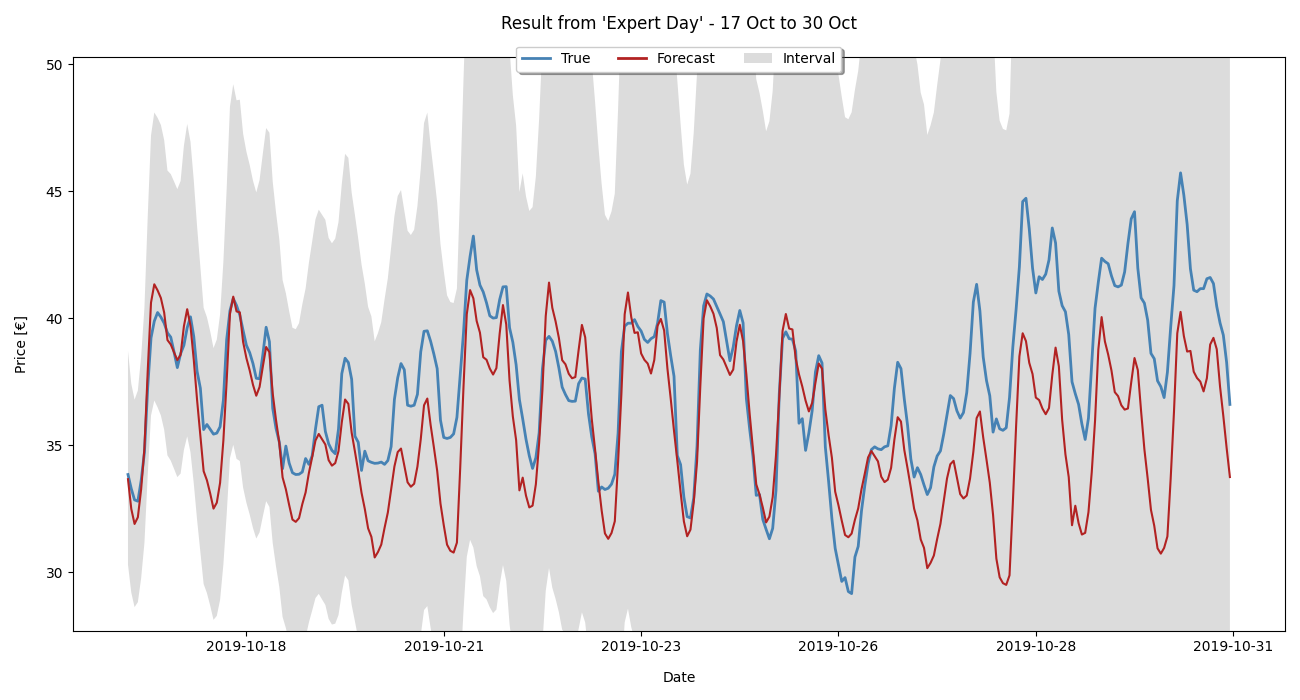 Result from 'Expert Day' - 17 Oct to 30 Oct
True Forecast Interval
50
45
40
35
30
Price [€]
2019-10-18 2019-10-21 2019-10-23 2019-10-26 2019-10-28 2019-10-31
Date